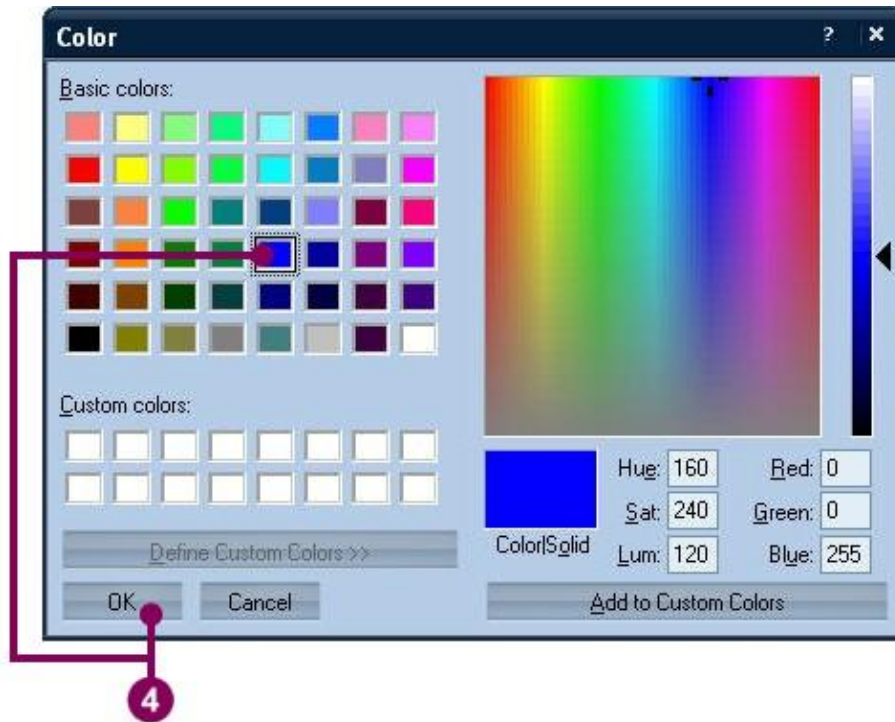 Color ? ×
Basic colors:
Custom colors:
Define Custom Colors >>
OK Cancel
Color|Solid
Hue: 160 Red: 0
Sat: 240 Green: 0
Lum: 120 Blue: 255
Add to Custom Colors
4